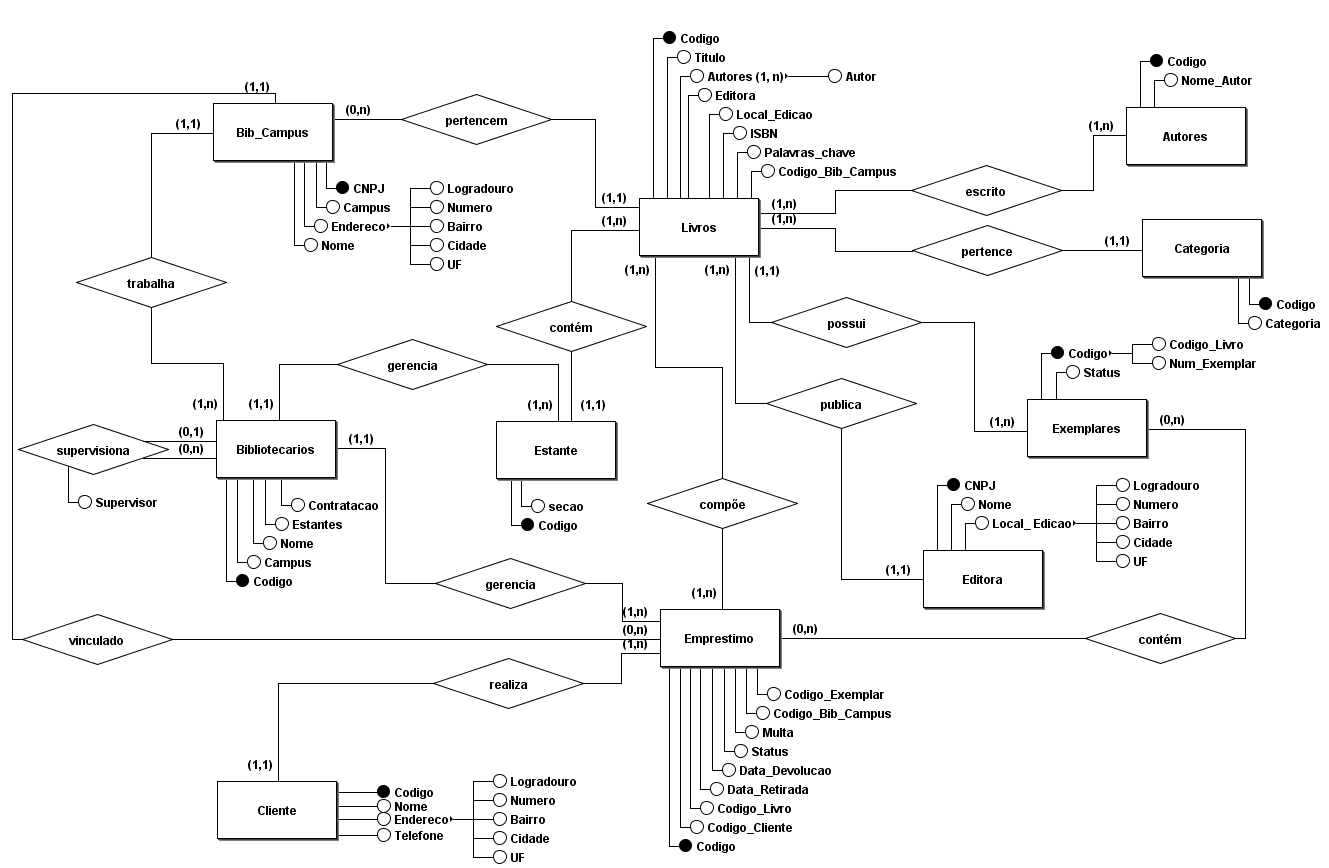 Codigo
Titulo
Autores (1, n)
Autor
Editora
Local_Edicao
ISBN
Palavras_chave
Codigo_Bib_Campus
Livros
(1,1)
(1,n)
(1,n)
(1,n)
(1,n)
(1,n)
(1,1)
Codigo
Nome_Autor
Autores
(1,n)
escrito
(1,1)
(0,n)
(1,1)
Bib_Campus
pertencem
CNPJ
Campus
Endereco
Nome
Logradouro
Numero
Bairro
Cidade
UF
pertence
(1,1)
Categoria
Codigo
Categoria
trabalha
contém
possui
gerencia
Codigo
Status
Codigo_Livro
Num_Exemplar
(1,n)
Exemplares
(0,n)
(1,n)
(1,1)
(1,n)
(1,1)
publica
supervisiona
(0,1)
(0,n)
Supervisor
Bibliotecarios
(1,1)
Contratacao
Estantes
Nome
Campus
Codigo
Estante
secao
Codigo
compõe
CNPJ
Nome
Local_ Edicao
Logradouro
Numero
Bairro
Cidade
UF
(1,1)
Editora
gerencia
(1,n)
(1,n)
(0,n)
(1,n)
Emprestimo
(0,n)
contém
vinculado
realiza
Codigo_Exemplar
Codigo_Bib_Campus
Multa
Status
Data_Devolucao
Data_Retirada
Codigo_Livro
Codigo_Cliente
Codigo
(1,1)
Cliente
Codigo
Nome
Endereco
Telefone
Logradouro
Numero
Bairro
Cidade
UF